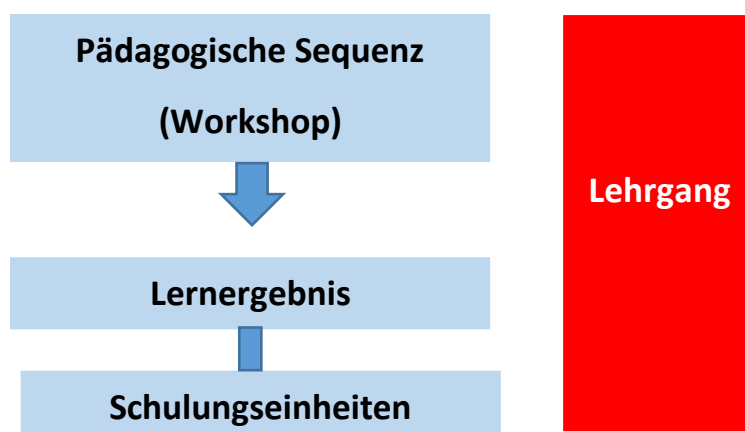 Pädagogische Sequenz
(Workshop)
Lehrgang
Lernergebnis
Schulungseinheiten